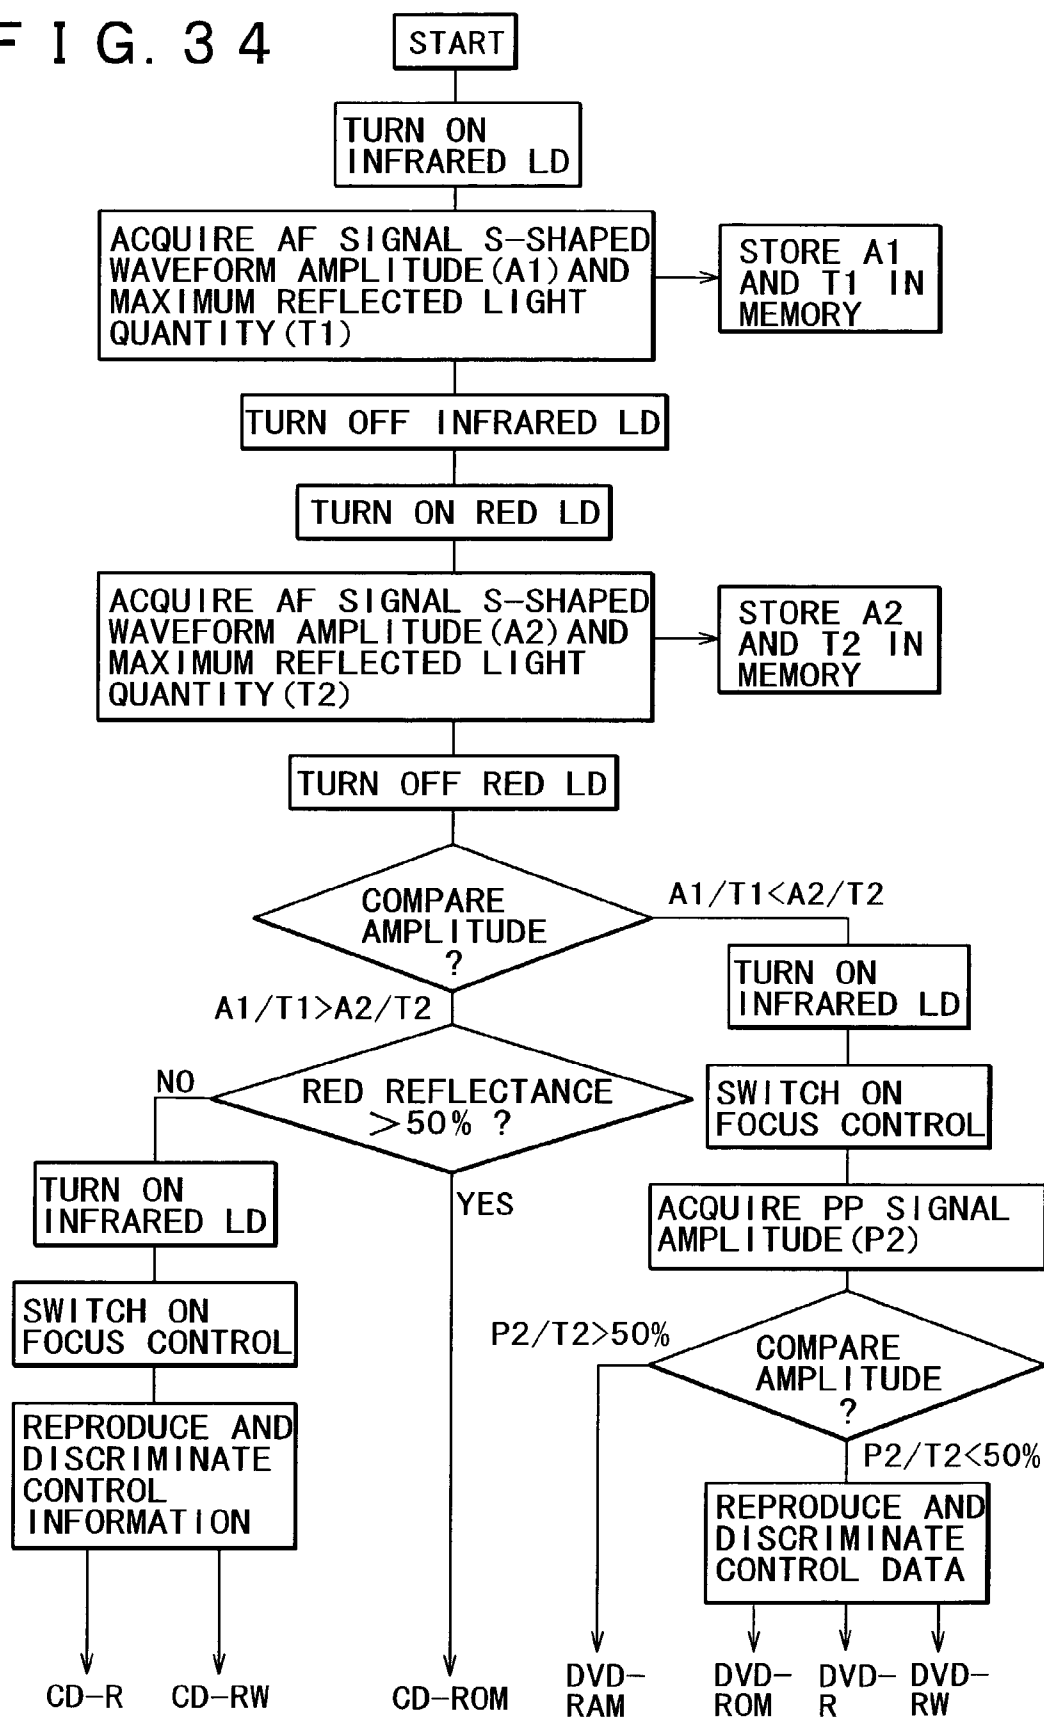 FIG. 34
START
TURN ON
INFRARED LD
ACQUIRE AF SIGNAL S-SHAPED
WAVEFORM AMPLITUDE(A1) AND
MAXIMUM REFLECTED LIGHT
QUANTITY(T1)
STORE A1
AND T1 IN
MEMORY
TURN OFF INFRARED LD
TURN ON RED LD
ACQUIRE AF SIGNAL S-SHAPED
WAVEFORM AMPLITUDE(A2) AND
MAXIMUM REFLECTED LIGHT
QUANTITY(T2)
STORE A2
AND T2 IN
MEMORY
TURN OFF RED LD
COMPARE
AMPLITUDE
?
A1/T1<A2/T2
A1/T1>A2/T2
TURN ON
INFRARED LD
RED REFLECTANCE
>50% ?
NO
YES
SWITCH ON
FOCUS CONTROL
TURN ON
INFRARED LD
ACQUIRE PP SIGNAL
AMPLITUDE(P2)
SWITCH ON
FOCUS CONTROL
P2/T2>50%
COMPARE
AMPLITUDE
?
P2/T2<50%
REPRODUCE AND
DISCRIMINATE
CONTROL
INFORMATION
REPRODUCE AND
DISCRIMINATE
CONTROL DATA
CD-R
CD-RW
CD-ROM
DVD-
RAM
DVD-
ROM
DVD-
R
DVD-
RW